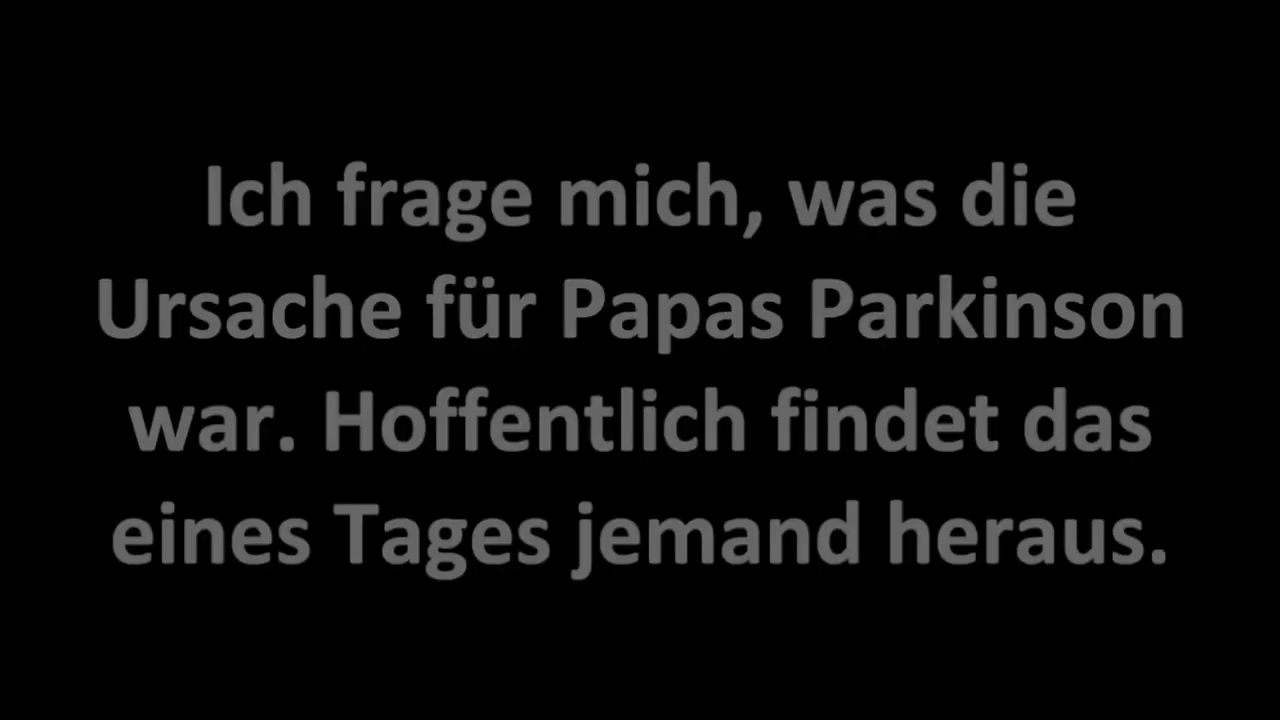 Ich frage mich, was die
Ursache für Papas Parkinson
war. Hoffentlich findet das
eines Tages jemand heraus.